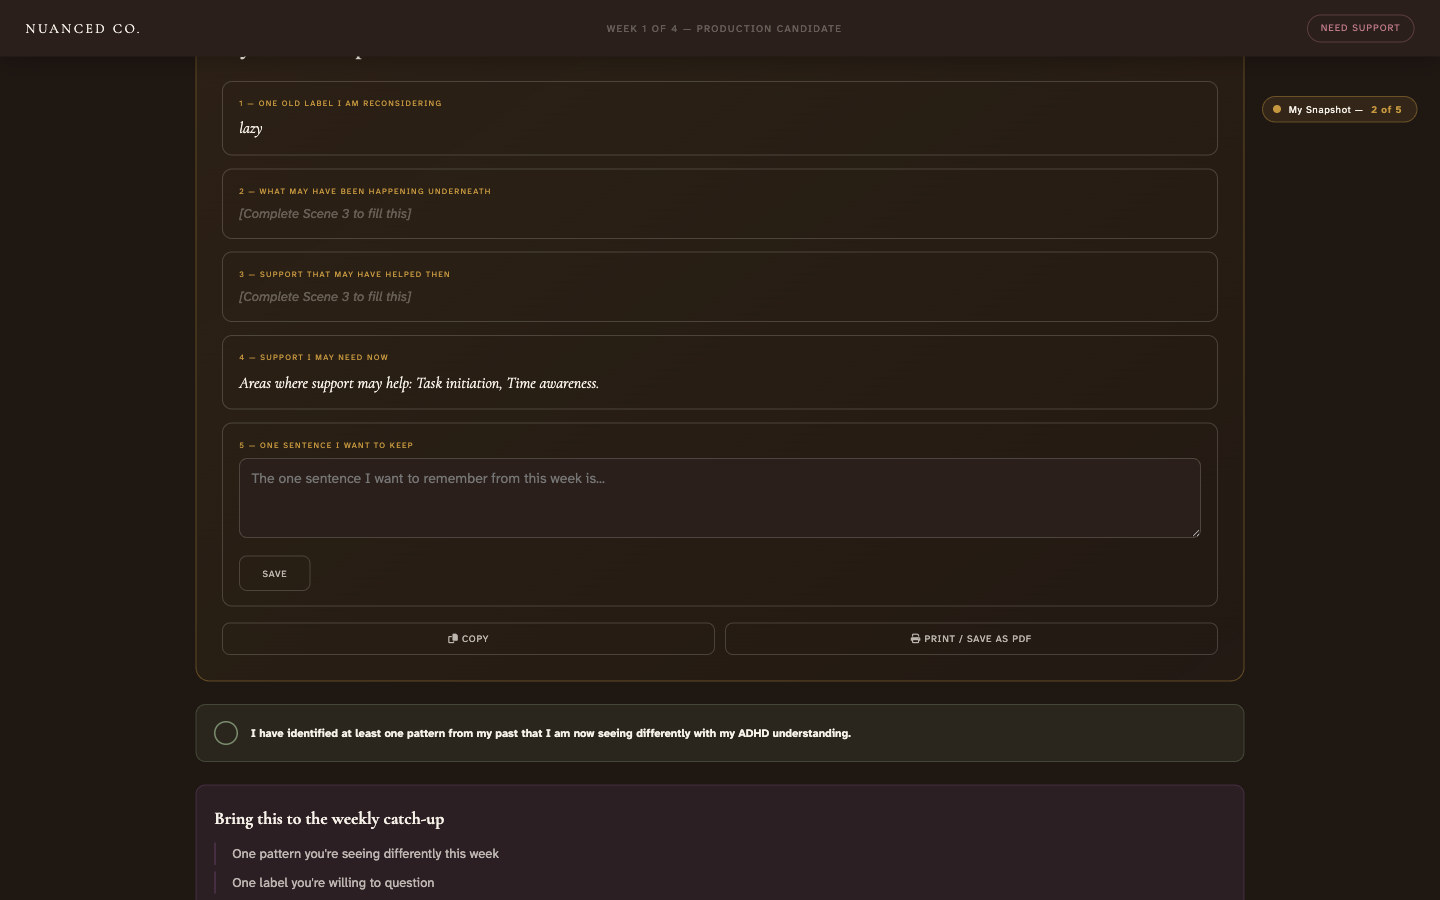 NUANCED CO.
WEEK 1 OF 4 — PRODUCTION CANDIDATE
NEED SUPPORT
My Snapshot — 2 of 5
1 — ONE OLD LABEL I AM RECONSIDERING
lazy
2 — WHAT MAY HAVE BEEN HAPPENING UNDERNEATH
[Complete Scene 3 to fill this]
3 — SUPPORT THAT MAY HAVE HELPED THEN
[Complete Scene 3 to fill this]
4 — SUPPORT I MAY NEED NOW
Areas where support may help: Task initiation, Time awareness.
5 — ONE SENTENCE I WANT TO KEEP
The one sentence I want to remember from this week is...
SAVE
COPY
PRINT / SAVE AS PDF
I have identified at least one pattern from my past that I am now seeing differently with my ADHD understanding.
Bring this to the weekly catch-up
One pattern you're seeing differently this week
One label you're willing to question